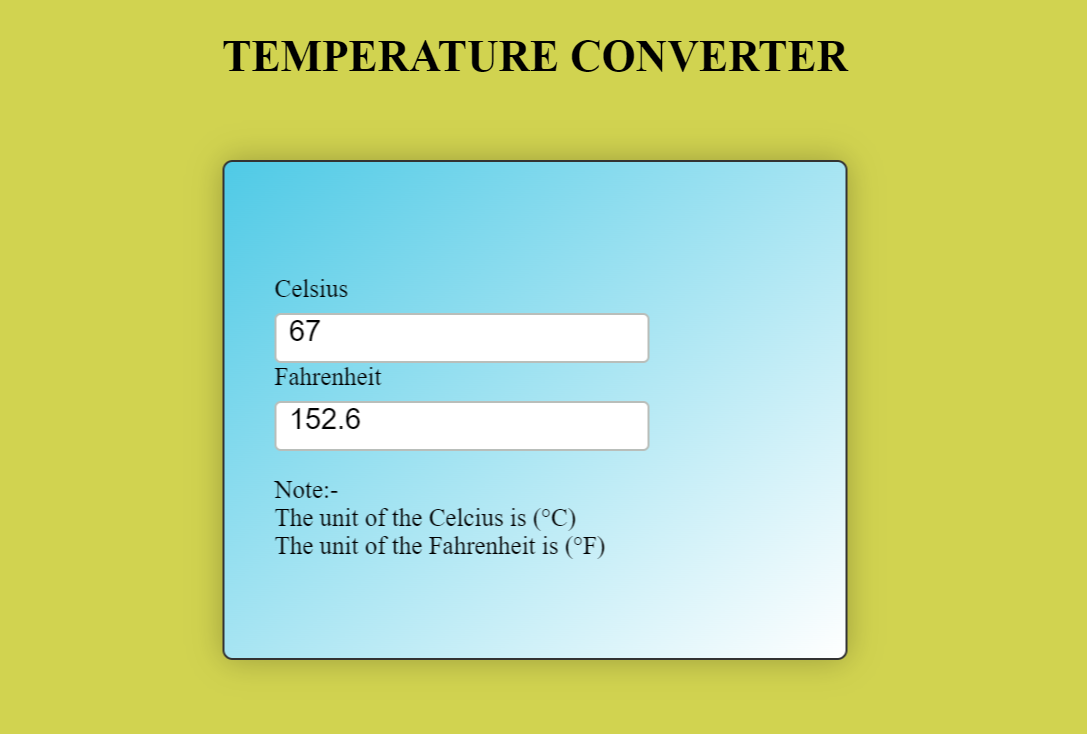 TEMPERATURE CONVERTER
Celsius
67
Fahrenheit
152.6
Note:-
The unit of the Celcius is (°C)
The unit of the Fahrenheit is (°F)